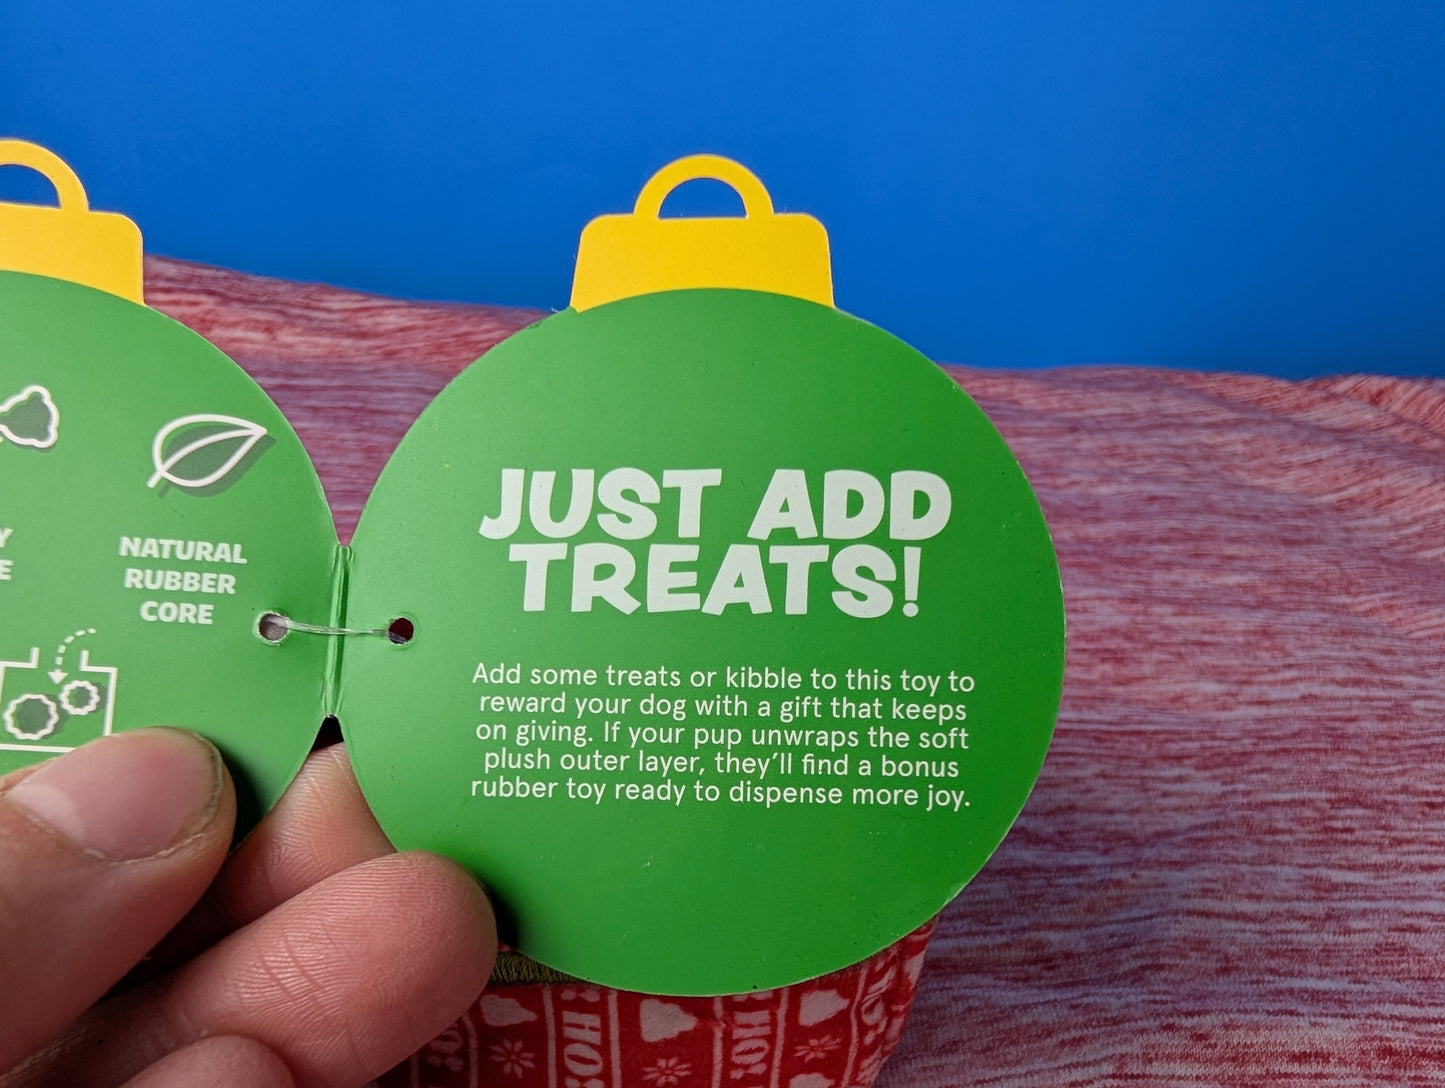 NATURAL
RUBBER
CORE
JUST ADD
TREATS!
Add some treats or kibble to this toy to
reward your dog with a gift that keeps
on giving. If your pup unwraps the soft
plush outer layer, they'll find a bonus
rubber toy ready to dispense more joy.
HO